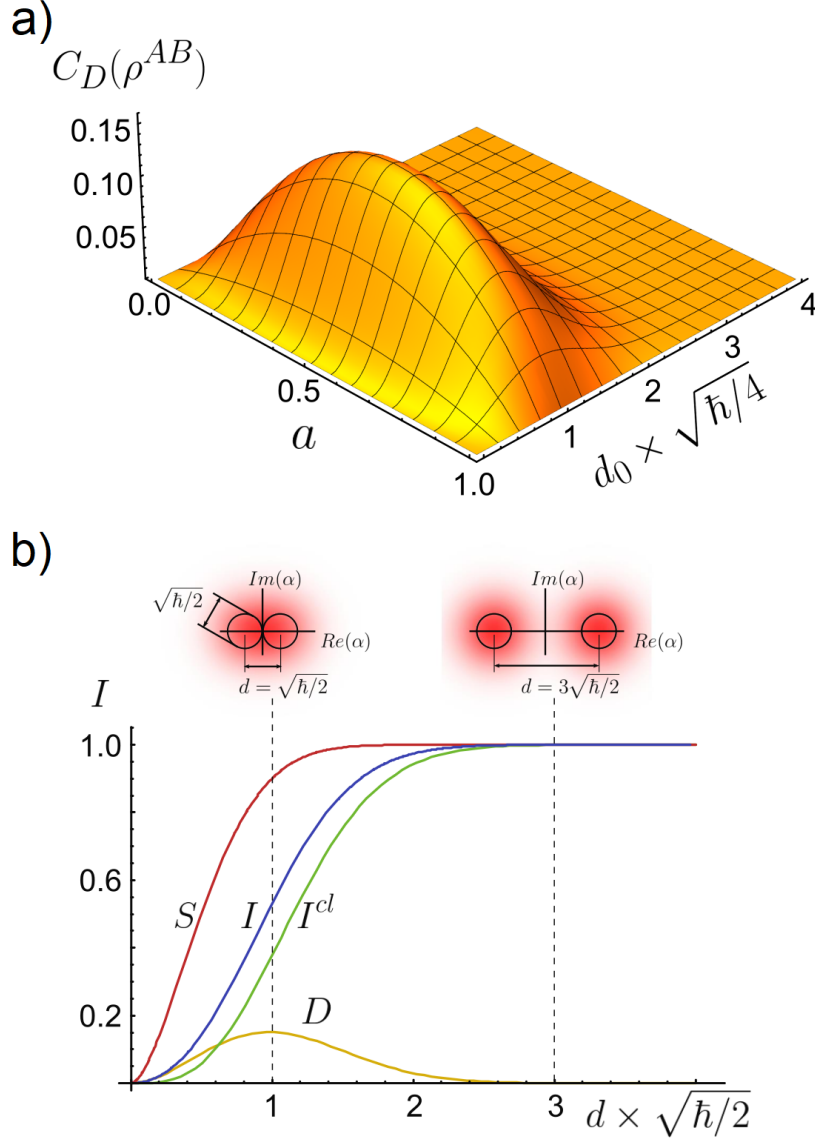 a)
C_D(ρ^{AB})
0.15
0.10
0.05
0.0
0.5
1.0
a
1
2
3
4
d_0 × √ħ/4
b)
Im(α)
Im(α)
√ħ/2
Re(α)
Re(α)
d = √ħ/2
d = 3√ħ/2
I
1.0
0.6
0.2
S
I
I^{cl}
D
1
2
3
d × √ħ/2